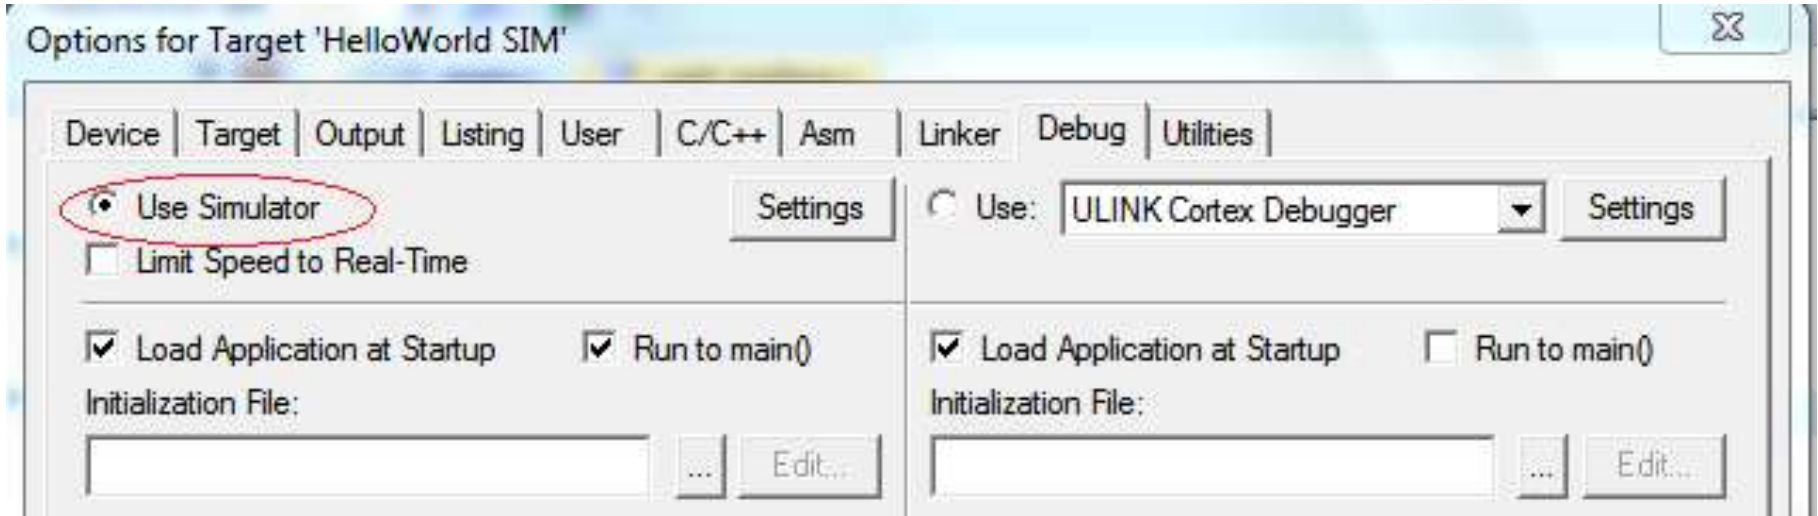 Options for Target 'HelloWorld SIM'
Device Target Output Listing User C/C++ Asm Linker Debug Utilities
Use Simulator Settings Use: ULINK Cortex Debugger Settings
Limit Speed to Real-Time
Load Application at Startup Run to main() Load Application at Startup Run to main()
Initialization File: Initialization File:
... Edit... ... Edit...